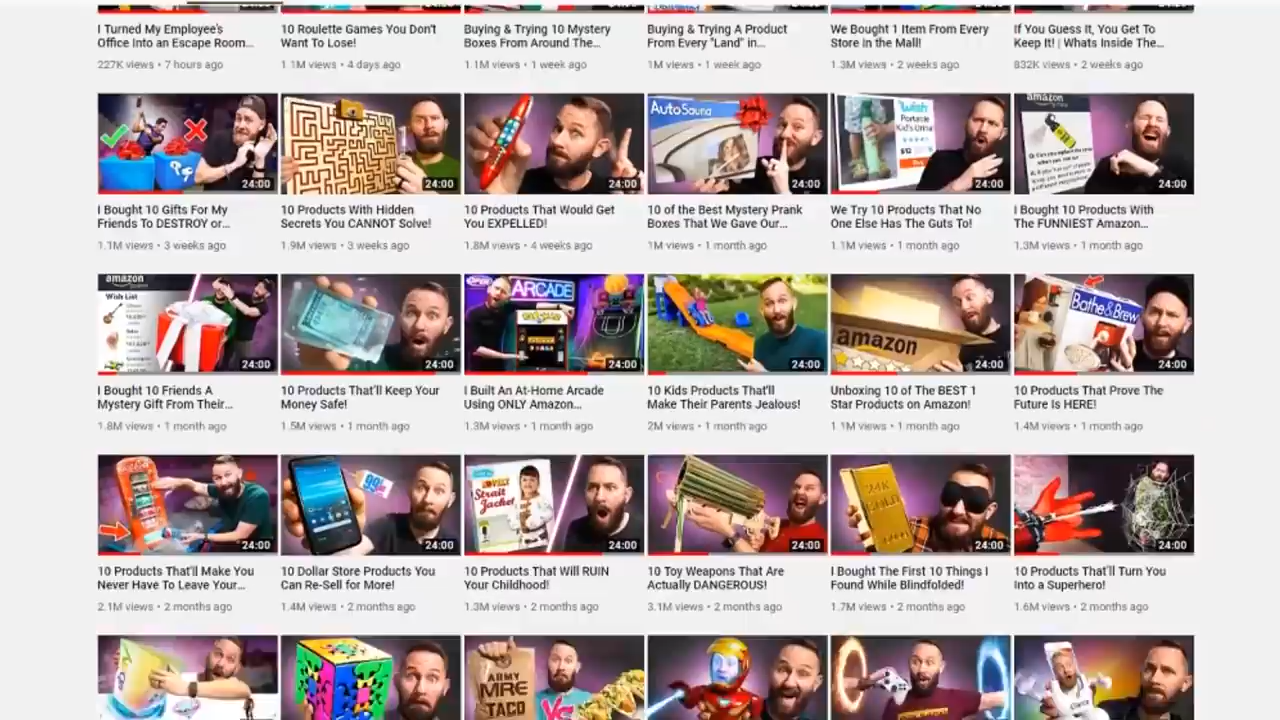 I Turned My Employee's
Office Into an Escape Room...
227K views • 7 hours ago
10 Roulette Games You Don't
Want To Lose!
1.1M views • 4 days ago
Buying & Trying 10 Mystery
Boxes From Around The...
1.1M views • 1 week ago
Buying & Trying A Product
From Every "Land" in...
1M views • 1 week ago
We Bought 1 Item From Every
Store In the Mall!
1.3M views • 2 weeks ago
If You Guess It, You Get To
Keep It! | Whats Inside The...
832K views • 2 weeks ago
24:00
24:00
24:00
AutoSauna
24:00
wish
Portable
Kid's Urinal
24:00
amazon
24:00
I Bought 10 Gifts For My
Friends To DESTROY or...
1.1M views • 3 weeks ago
10 Products With Hidden
Secrets You CANNOT Solve!
1.9M views • 3 weeks ago
10 Products That Would Get
You EXPELLED!
1.8M views • 4 weeks ago
10 of the Best Mystery Prank
Boxes That We Gave Our...
1M views • 1 month ago
We Try 10 Products That No
One Else Has The Guts To!
1.1M views • 1 month ago
I Bought 10 Products With
The FUNNIEST Amazon...
1.3M views • 1 month ago
amazon
Wish List
24:00
24:00
OPEN
ARCADE
24:00
24:00
amazon
24:00
Bathe&Brew
24:00
I Bought 10 Friends A
Mystery Gift From Their...
1.8M views • 1 month ago
10 Products That'll Keep Your
Money Safe!
1.5M views • 1 month ago
I Built An At-Home Arcade
Using ONLY Amazon...
1.3M views • 1 month ago
10 Kids Products That'll
Make Their Parents Jealous!
2M views • 1 month ago
Unboxing 10 of The BEST 1
Star Products on Amazon!
1.1M views • 1 month ago
10 Products That Prove The
Future Is HERE!
1.4M views • 1 month ago
24:00
99¢
24:00
Strait
Jacket
24:00
24:00
24K
GOLD
24:00
24:00
10 Products That'll Make You
Never Have To Leave Your...
2.1M views • 2 months ago
10 Dollar Store Products You
Can Re-Sell for More!
1.4M views • 2 months ago
10 Products That Will RUIN
Your Childhood!
1.3M views • 2 months ago
10 Toy Weapons That Are
Actually DANGEROUS!
3.1M views • 2 months ago
I Bought The First 10 Things I
Found While Blindfolded!
1.7M views • 2 months ago
10 Products That'll Turn You
Into a Superhero!
1.6M views • 2 months ago
ARMY
MRE
TACO
VS